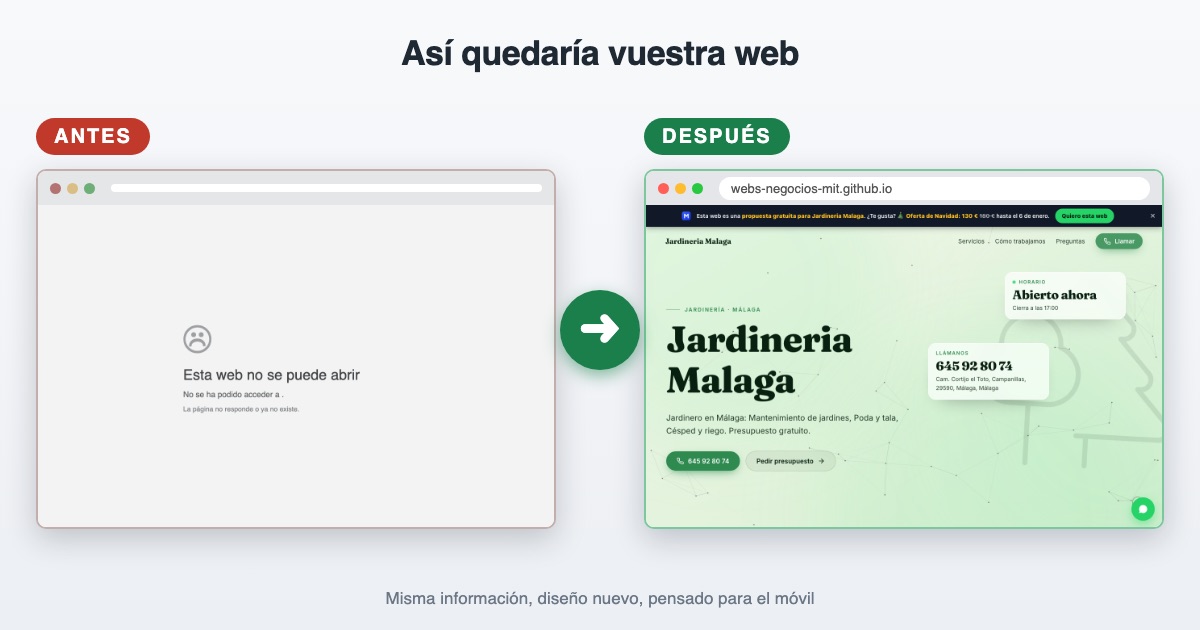 Así quedaría vuestra web
ANTES
DESPUÉS
Esta web no se puede abrir
No se ha podido acceder a .
La página no responde o ya no existe.
webs-negocios-mit.github.io
M Esta web es una propuesta gratuita para Jardineria Malaga. ¿Te gusta? 🎄 Oferta de Navidad: 130 € 180 € hasta el 6 de enero. Quiero esta web ×
Jardineria Malaga Servicios Cómo trabajamos Preguntas Llamar
HORARIO
Abierto ahora
Cierra a las 17:00
JARDINERÍA · MÁLAGA
Jardineria
Malaga
LLÁMANOS
645 92 80 74
Cam. Cortijo el Toto, Campanillas,
29590, Málaga, Málaga
Jardinero en Málaga: Mantenimiento de jardines, Poda y tala,
Césped y riego. Presupuesto gratuito.
645 92 80 74 Pedir presupuesto →
Misma información, diseño nuevo, pensado para el móvil